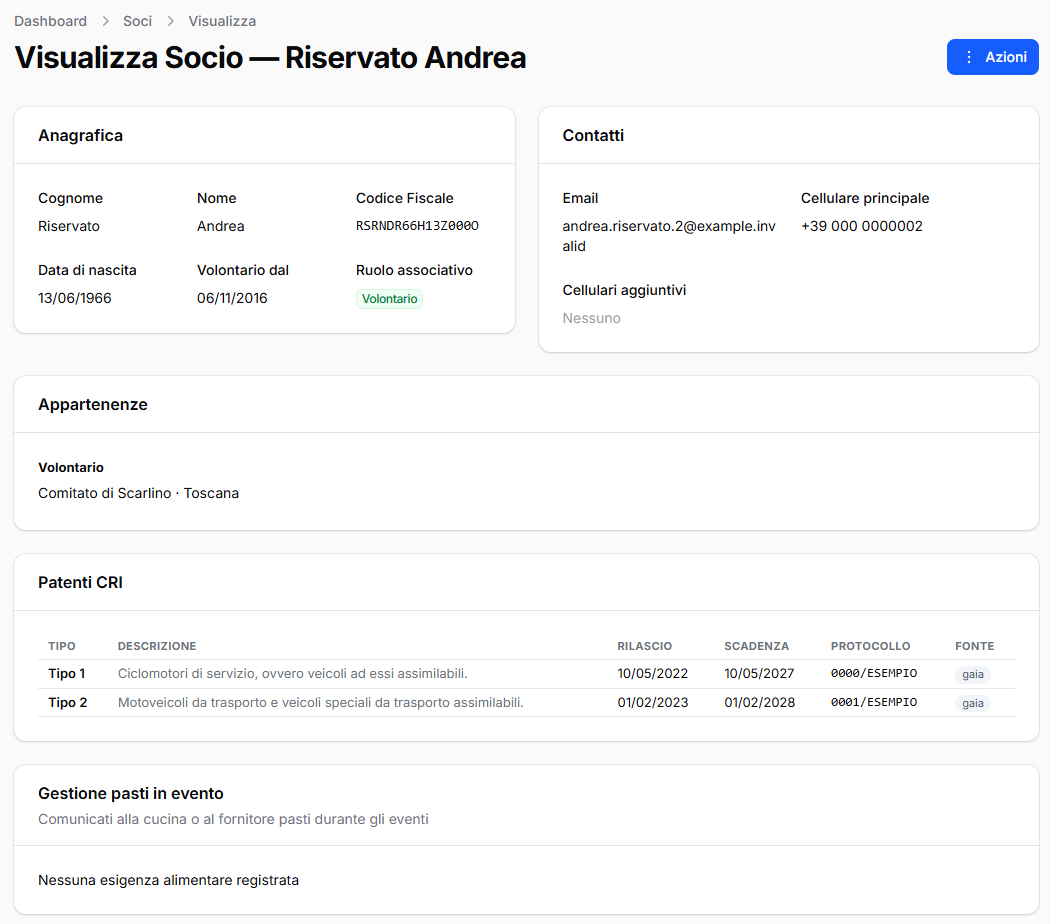 Dashboard > Soci > Visualizza
Visualizza Socio — Riservato Andrea
⋮ Azioni
Anagrafica
Cognome Nome Codice Fiscale
Riservato Andrea RSRNDR66H13Z000O
Data di nascita Volontario dal Ruolo associativo
13/06/1966 06/11/2016 Volontario
Contatti
Email Cellulare principale
andrea.riservato.2@example.inv +39 000 0000002
alid
Cellulari aggiuntivi
Nessuno
Appartenenze
Volontario
Comitato di Scarlino · Toscana
Patenti CRI
TIPO DESCRIZIONE RILASCIO SCADENZA PROTOCOLLO FONTE
Tipo 1 Ciclomotori di servizio, ovvero veicoli ad essi assimilabili. 10/05/2022 10/05/2027 0000/ESEMPIO gaia
Tipo 2 Motoveicoli da trasporto e veicoli speciali da trasporto assimilabili. 01/02/2023 01/02/2028 0001/ESEMPIO gaia
Gestione pasti in evento
Comunicati alla cucina o al fornitore pasti durante gli eventi
Nessuna esigenza alimentare registrata